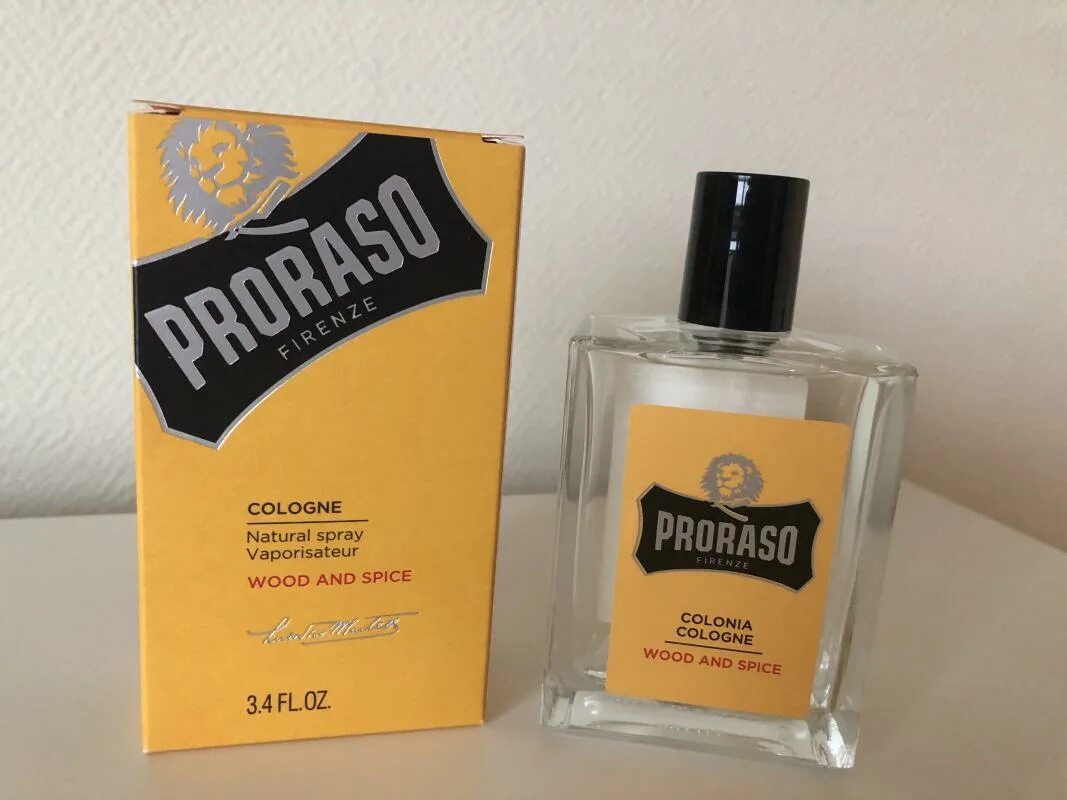 PRORASO
FIRENZE
COLOGNE
Natural spray
Vaporisateur
WOOD AND SPICE
3.4 FL.OZ.
PRORASO
FIRENZE
COLONIA
COLOGNE
WOOD AND SPICE